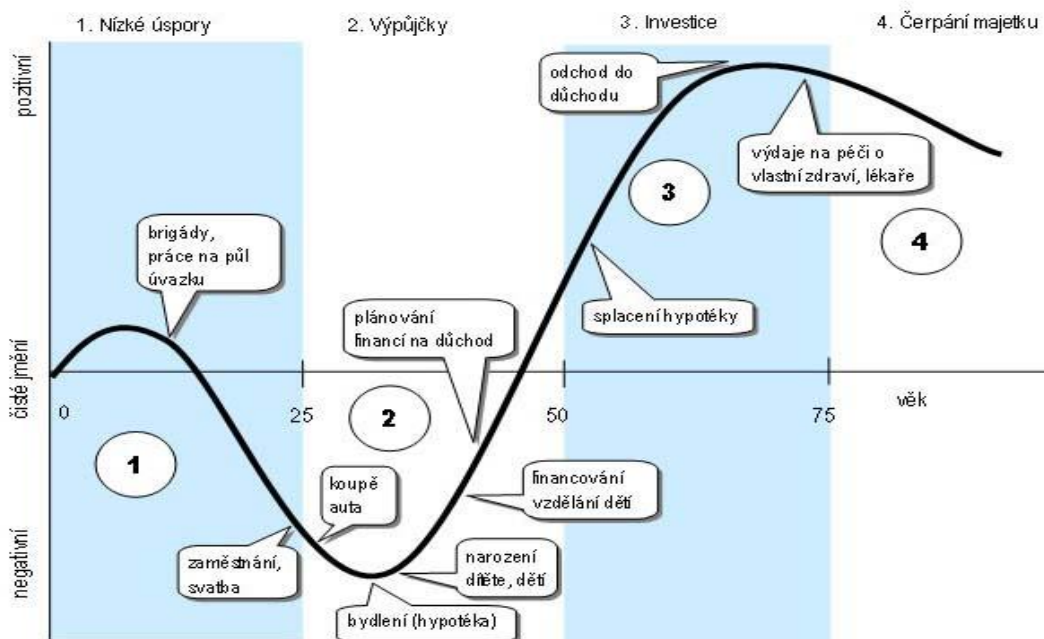 1. Nízké úspory
2. Výpůjčky
3. Investice
4. Čerpání majetku
pozitivní
čisté jmění
negativní
odchod do
důchodu
výdaje na péči o
vlastní zdraví, lékaře
3
4
brigády,
práce na půl
úvazku
plánování
financí na důchod
splacení hypotéky
0
25
50
75
věk
1
2
koupě
auta
financování
vzdělání dětí
zaměstnání,
svatba
narození
dítěte, dětí
bydlení (hypotéka)